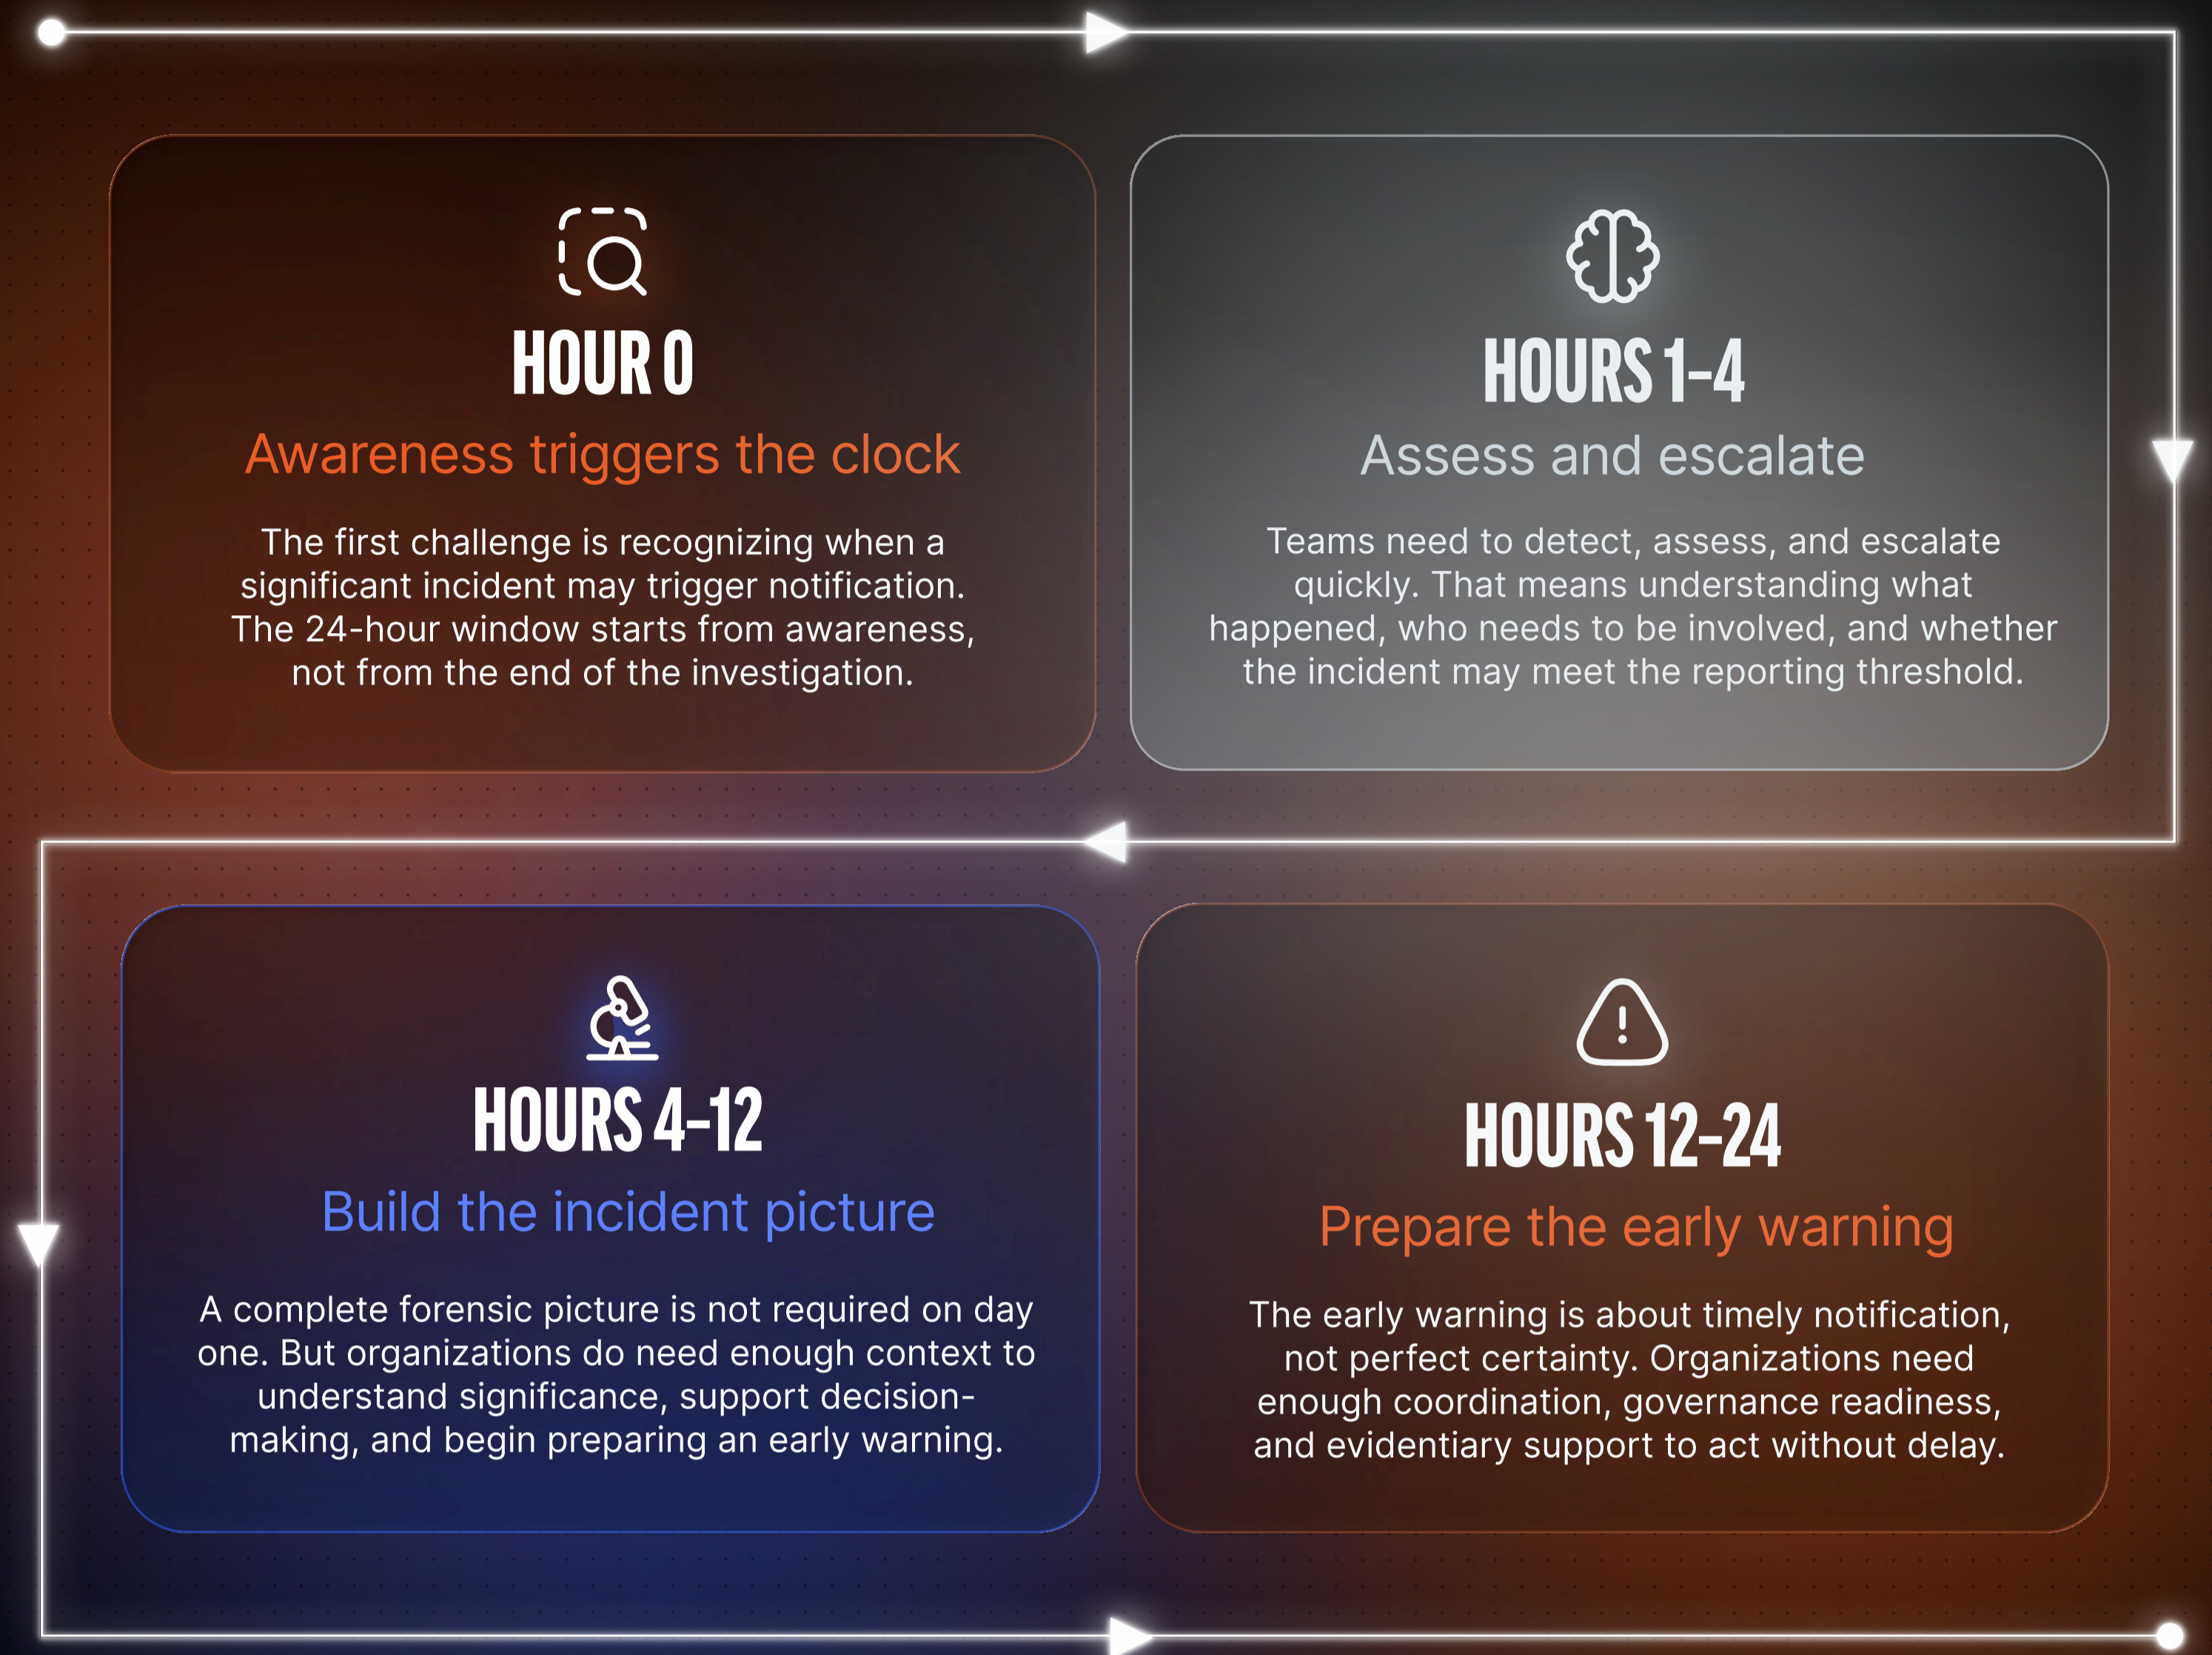 HOUR 0
Awareness triggers the clock
The first challenge is recognizing when a
significant incident may trigger notification.
The 24-hour window starts from awareness,
not from the end of the investigation.
HOURS 1–4
Assess and escalate
Teams need to detect, assess, and escalate
quickly. That means understanding what
happened, who needs to be involved, and whether
the incident may meet the reporting threshold.
HOURS 4–12
Build the incident picture
A complete forensic picture is not required on day
one. But organizations do need enough context to
understand significance, support decision-
making, and begin preparing an early warning.
HOURS 12–24
Prepare the early warning
The early warning is about timely notification,
not perfect certainty. Organizations need
enough coordination, governance readiness,
and evidentiary support to act without delay.